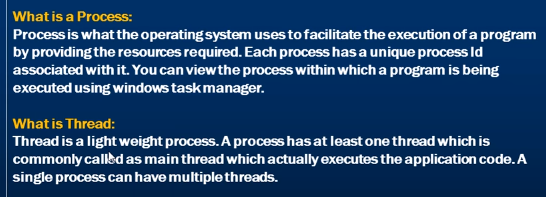 What is a Process:
Process is what the operating system uses to facilitate the execution of a program
by providing the resources required. Each process has a unique process Id
associated with it. You can view the process within which a program is being
executed using windows task manager.
What is Thread:
Thread is a light weight process. A process has at least one thread which is
commonly called as main thread which actually executes the application code. A
single process can have multiple threads.